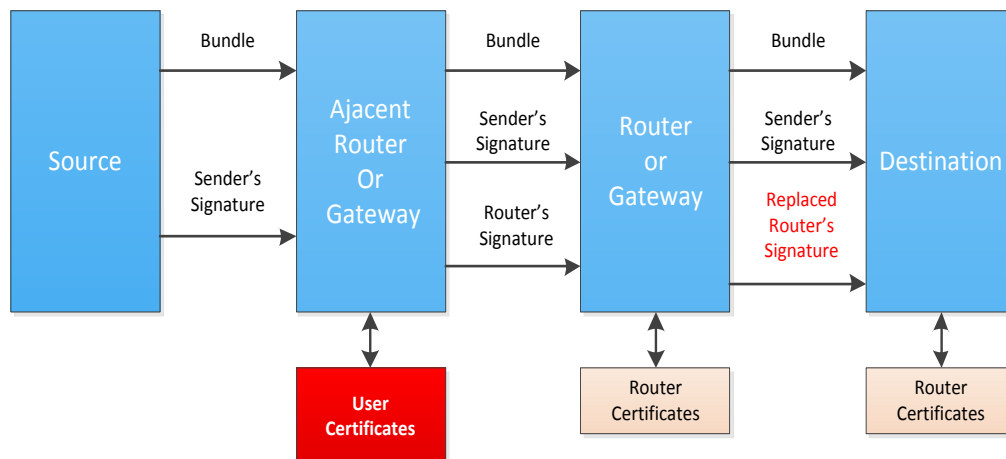 Source
Bundle
Sender's
Signature
Ajacent
Router
Or
Gateway
Bundle
Sender's
Signature
Router's
Signature
Router
or
Gateway
Bundle
Sender's
Signature
Replaced
Router's
Signature
Destination
User
Certificates
Router
Certificates
Router
Certificates